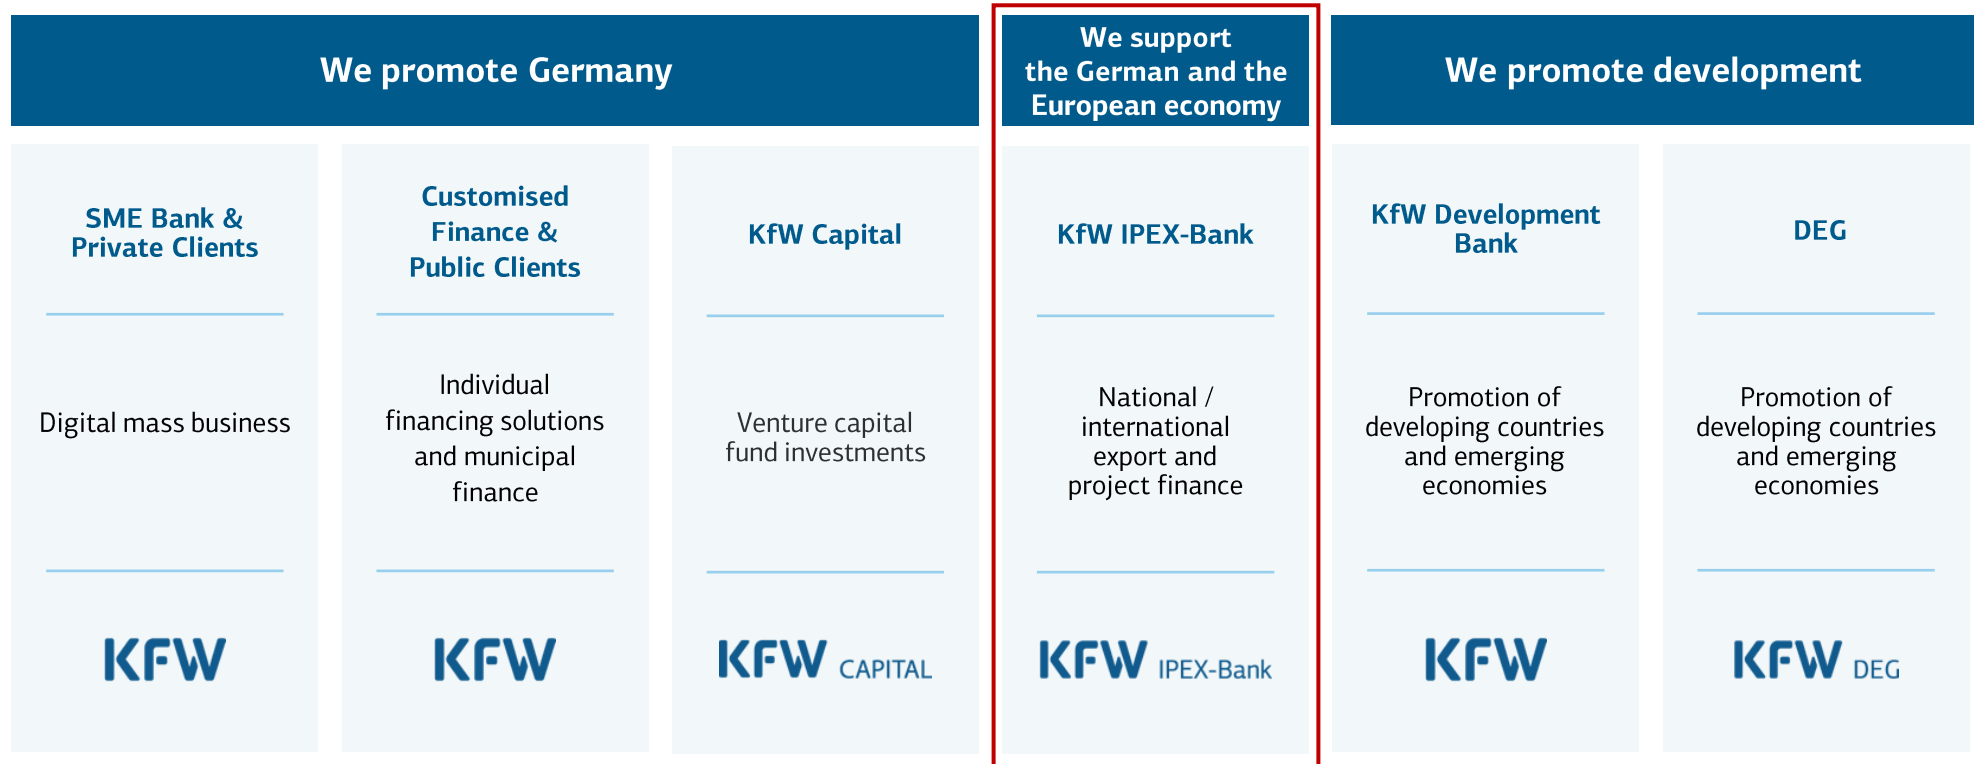 We promote Germany
We support
the German and the
European economy
We promote development
SME Bank &
Private Clients
Customised
Finance &
Public Clients
KfW Capital
KfW IPEX-Bank
KfW Development
Bank
DEG
Digital mass business
Individual
financing solutions
and municipal
finance
Venture capital
fund investments
National /
international
export and
project finance
Promotion of
developing countries
and emerging
economies
Promotion of
developing countries
and emerging
economies
KFW
KFW
KFW CAPITAL
KFW IPEX-Bank
KFW
KFW DEG